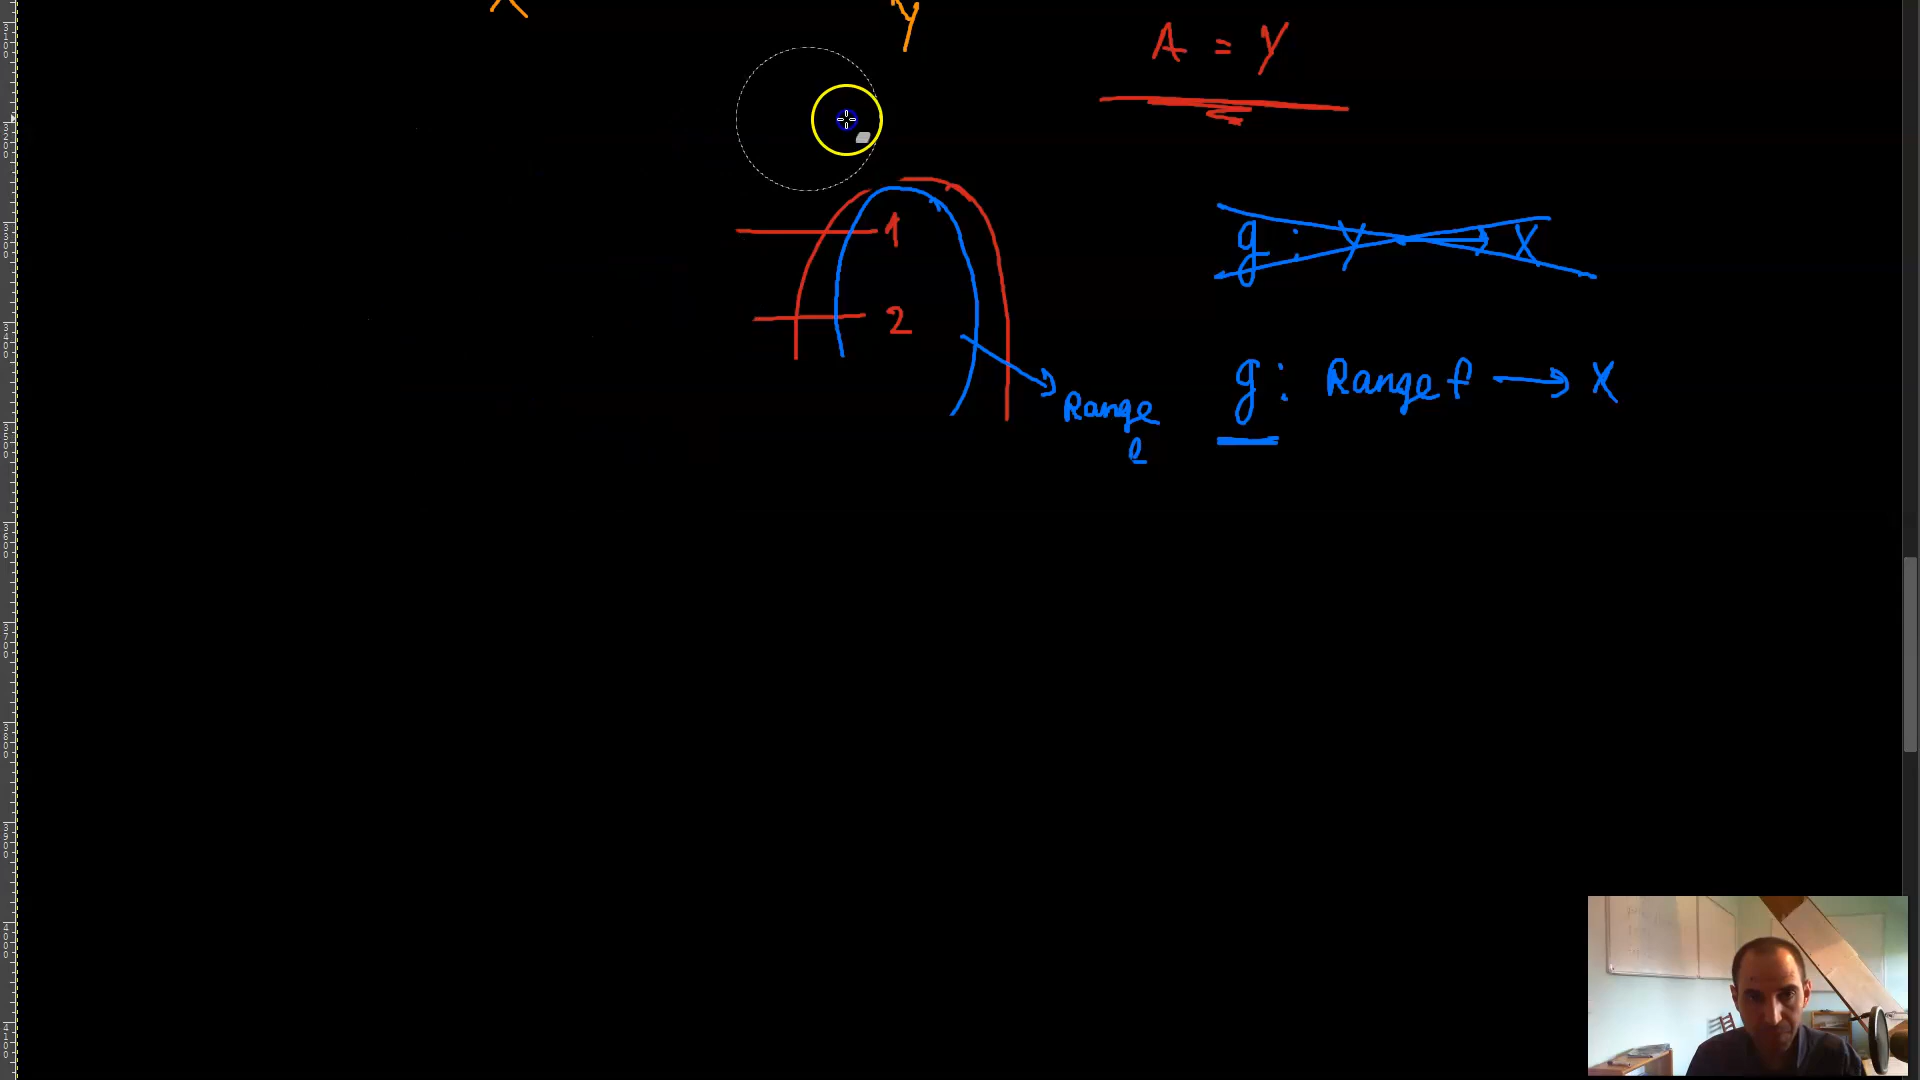 X
Y
A = Y
1
g : Y → X
2
g : Range f → X
Range